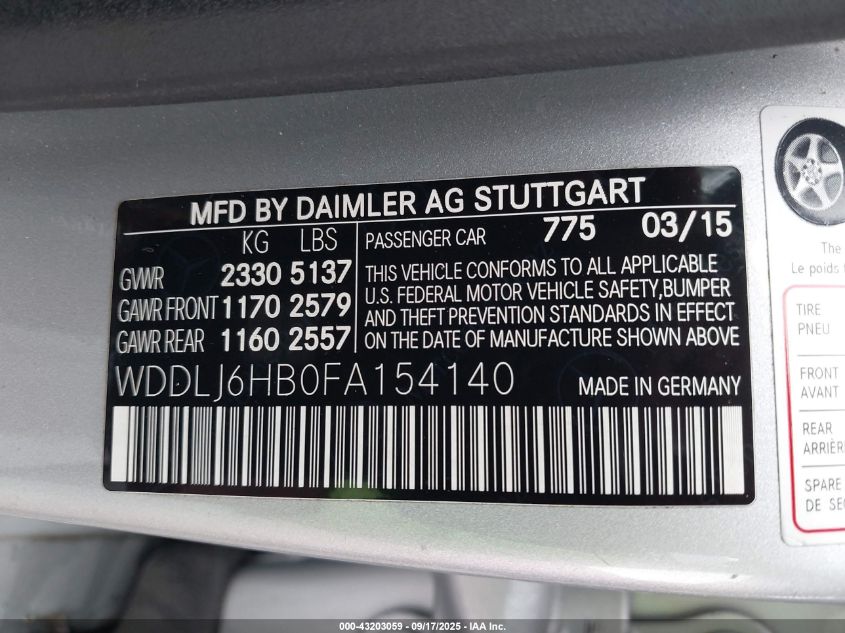 MFD BY DAIMLER AG STUTTGART
KG LBS
GVWR 2330 5137
GAWR FRONT 1170 2579
GAWR REAR 1160 2557
PASSENGER CAR 775 03/15
THIS VEHICLE CONFORMS TO ALL APPLICABLE
U.S. FEDERAL MOTOR VEHICLE SAFETY,BUMPER
AND THEFT PREVENTION STANDARDS IN EFFECT
ON THE DATE OF MANUFACTURE SHOWN ABOVE
WDDLJ6HB0FA154140 MADE IN GERMANY
The
Le poids
TIRE
PNEU
FRONT
AVANT
REAR
ARRIÈRE
SPARE
DE
000-43203059 - 09/17/2025 - IAA Inc.